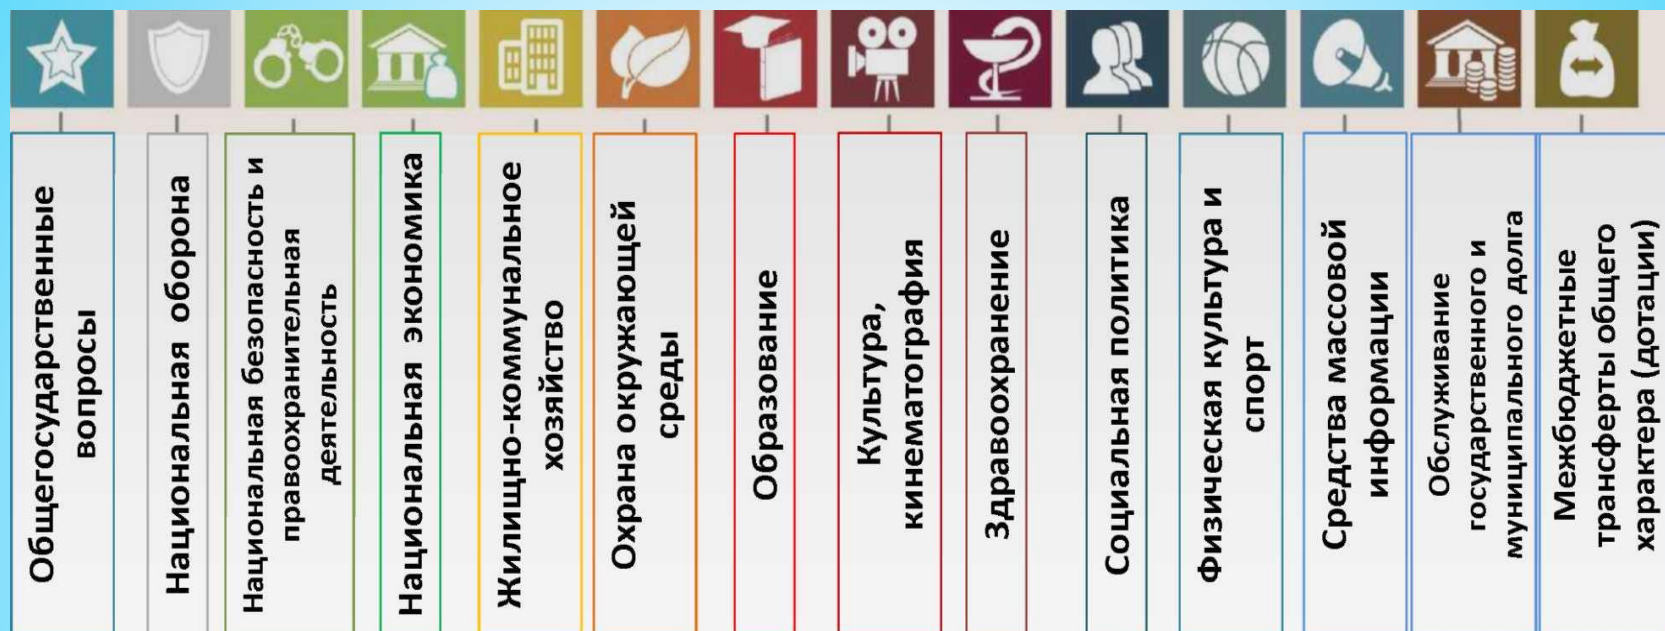 Общегосударственные
вопросы
Национальная оборона
Национальная безопасность и
правоохранительная
деятельность
Национальная экономика
Жилищно-коммунальное
хозяйство
Охрана окружающей
среды
Образование
Культура,
кинематография
Здравоохранение
Социальная политика
Физическая культура и
спорт
Средства массовой
информации
Обслуживание
государственного и
муниципального долга
Межбюджетные
трансферты общего
характера (дотации)